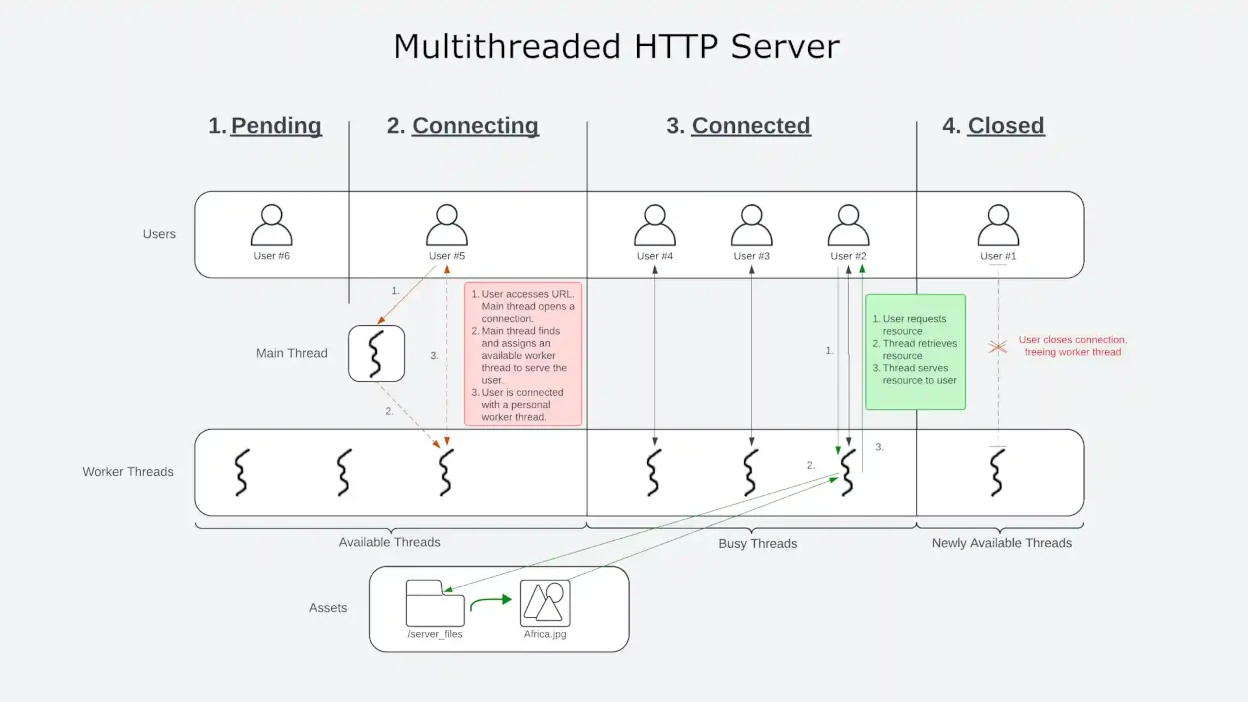 Multithreaded HTTP Server
1. Pending
2. Connecting
3. Connected
4. Closed
Users
User #6
User #5
User #4
User #3
User #2
User #1
1.
Main Thread
3.
2.
1. User accesses URL.
Main thread opens a
connection.
2. Main thread finds
and assigns an
available worker
thread to serve the
user.
3. User is connected
with a personal
worker thread.
1.
1. User requests
resource
2. Thread retrieves
resource
3. Thread serves
resource to user
User closes connection,
freeing worker thread
Worker Threads
2.
3.
Available Threads
Busy Threads
Newly Available Threads
Assets
/server_files
Africa.jpg